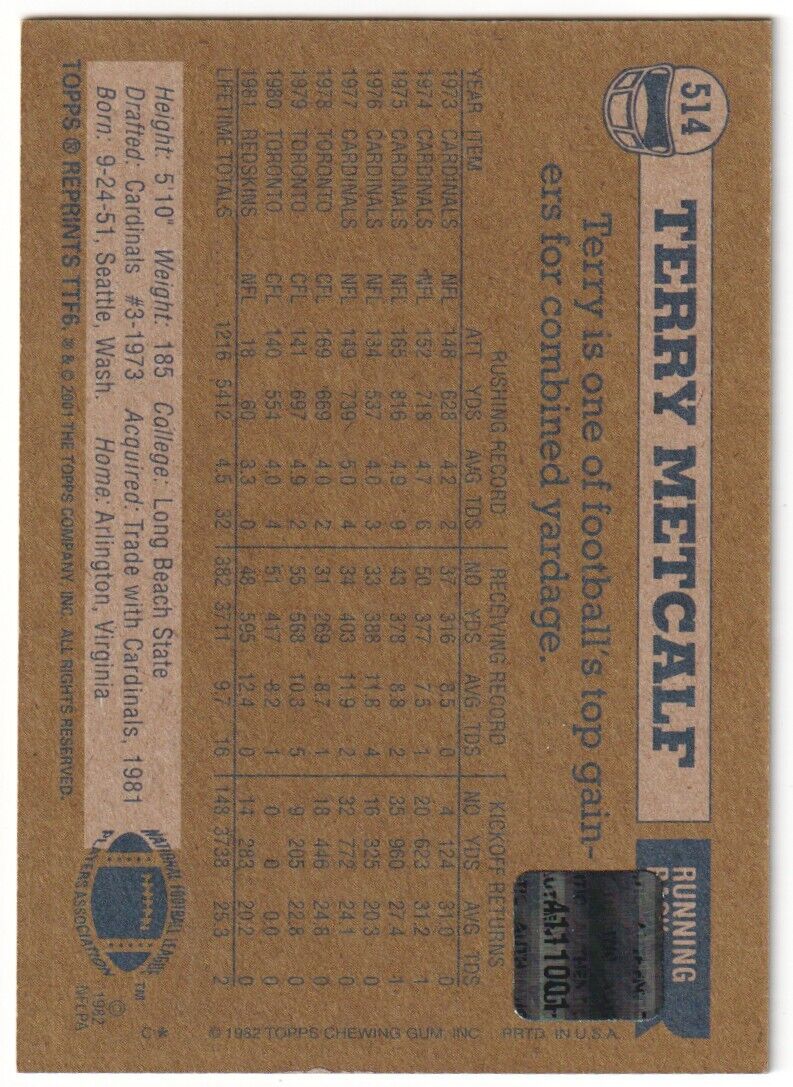 514
TERRY METCALF
RUNNING
BACK
Terry is one of football's top gain-
ers for combined yardage.
RUSHING RECORD RECEIVING RECORD KICKOFF RETURNS
YEAR ITEM ATT YDS AVG TDS NO YDS AVG TDS NO YDS AVG TDS
1973 CARDINALS NFL 148 628 4.2 2 37 316 8.5 0 4 124 31.0 0
1974 CARDINALS NFL 152 718 4.7 6 50 377 7.5 1 20 623 31.2 1
1975 CARDINALS NFL 165 816 4.9 9 43 378 8.8 2 35 960 27.4 1
1976 CARDINALS NFL 134 537 4.0 3 33 388 11.8 4 16 325 20.3 0
1977 CARDINALS NFL 149 739 5.0 4 34 403 11.9 2 32 772 24.1 0
1978 TORONTO CFL 169 669 4.0 2 31 269 8.7 1 18 446 24.8 0
1979 TORONTO CFL 141 697 4.9 2 55 568 10.3 5 9 205 22.8 0
1980 TORONTO CFL 140 554 4.0 4 51 417 8.2 1 0 0 0.0 0
1981 REDSKINS NFL 18 60 3.3 0 48 595 12.4 0 14 283 20.2 0
LIFETIME TOTALS 1216 5412 4.5 32 382 3711 9.7 16 148 3738 25.3 2
Height: 5'10" Weight: 185 College: Long Beach State
Drafted: Cardinals #3-1973 Acquired: Trade with Cardinals, 1981
Born: 9-24-51, Seattle, Wash. Home: Arlington, Virginia
TOPPS ® REPRINTS TTF6. ® & © 2001 THE TOPPS COMPANY, INC. ALL RIGHTS RESERVED.
NATIONAL FOOTBALL LEAGUE
PLAYERS ASSOCIATION
TM
© 1982
NFLPA
C*
© 1982 TOPPS CHEWING GUM, INC. PRTD. IN U.S.A.